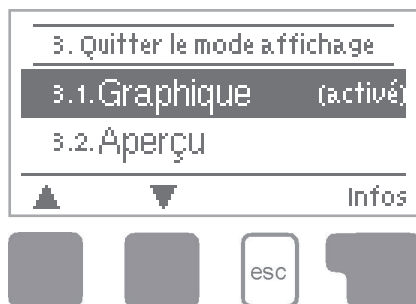 3. Quitter le mode affichage
3.1. Graphique (activé)
3.2. Aperçu
▲ ▼ Infos
esc